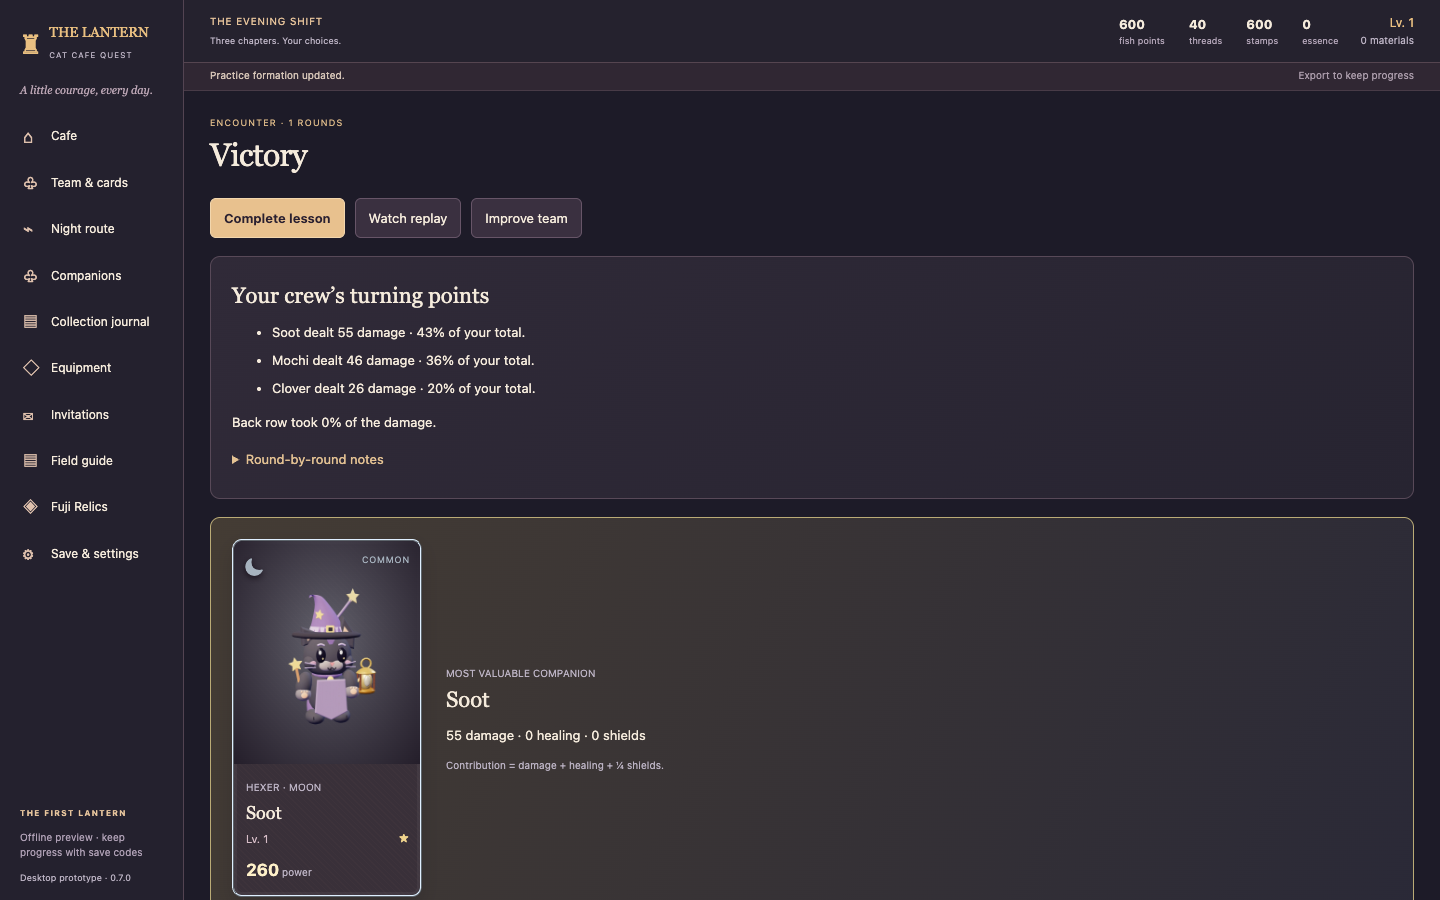 THE LANTERN
CAT CAFE QUEST
A little courage, every day.
Cafe
Team & cards
Night route
Companions
Collection journal
Equipment
Invitations
Field guide
Fuji Relics
Save & settings
THE FIRST LANTERN
Offline preview · keep
progress with save codes
Desktop prototype · 0.7.0
THE EVENING SHIFT
Three chapters. Your choices.
600 fish points
40 threads
600 stamps
0 essence
Lv. 1
0 materials
Practice formation updated.
Export to keep progress
ENCOUNTER · 1 ROUNDS
Victory
Complete lesson
Watch replay
Improve team
Your crew’s turning points
• Soot dealt 55 damage · 43% of your total.
• Mochi dealt 46 damage · 36% of your total.
• Clover dealt 26 damage · 20% of your total.
Back row took 0% of the damage.
Round-by-round notes
COMMON
HEXER · MOON
Soot
Lv. 1
260 power
MOST VALUABLE COMPANION
Soot
55 damage · 0 healing · 0 shields
Contribution = damage + healing + ¼ shields.